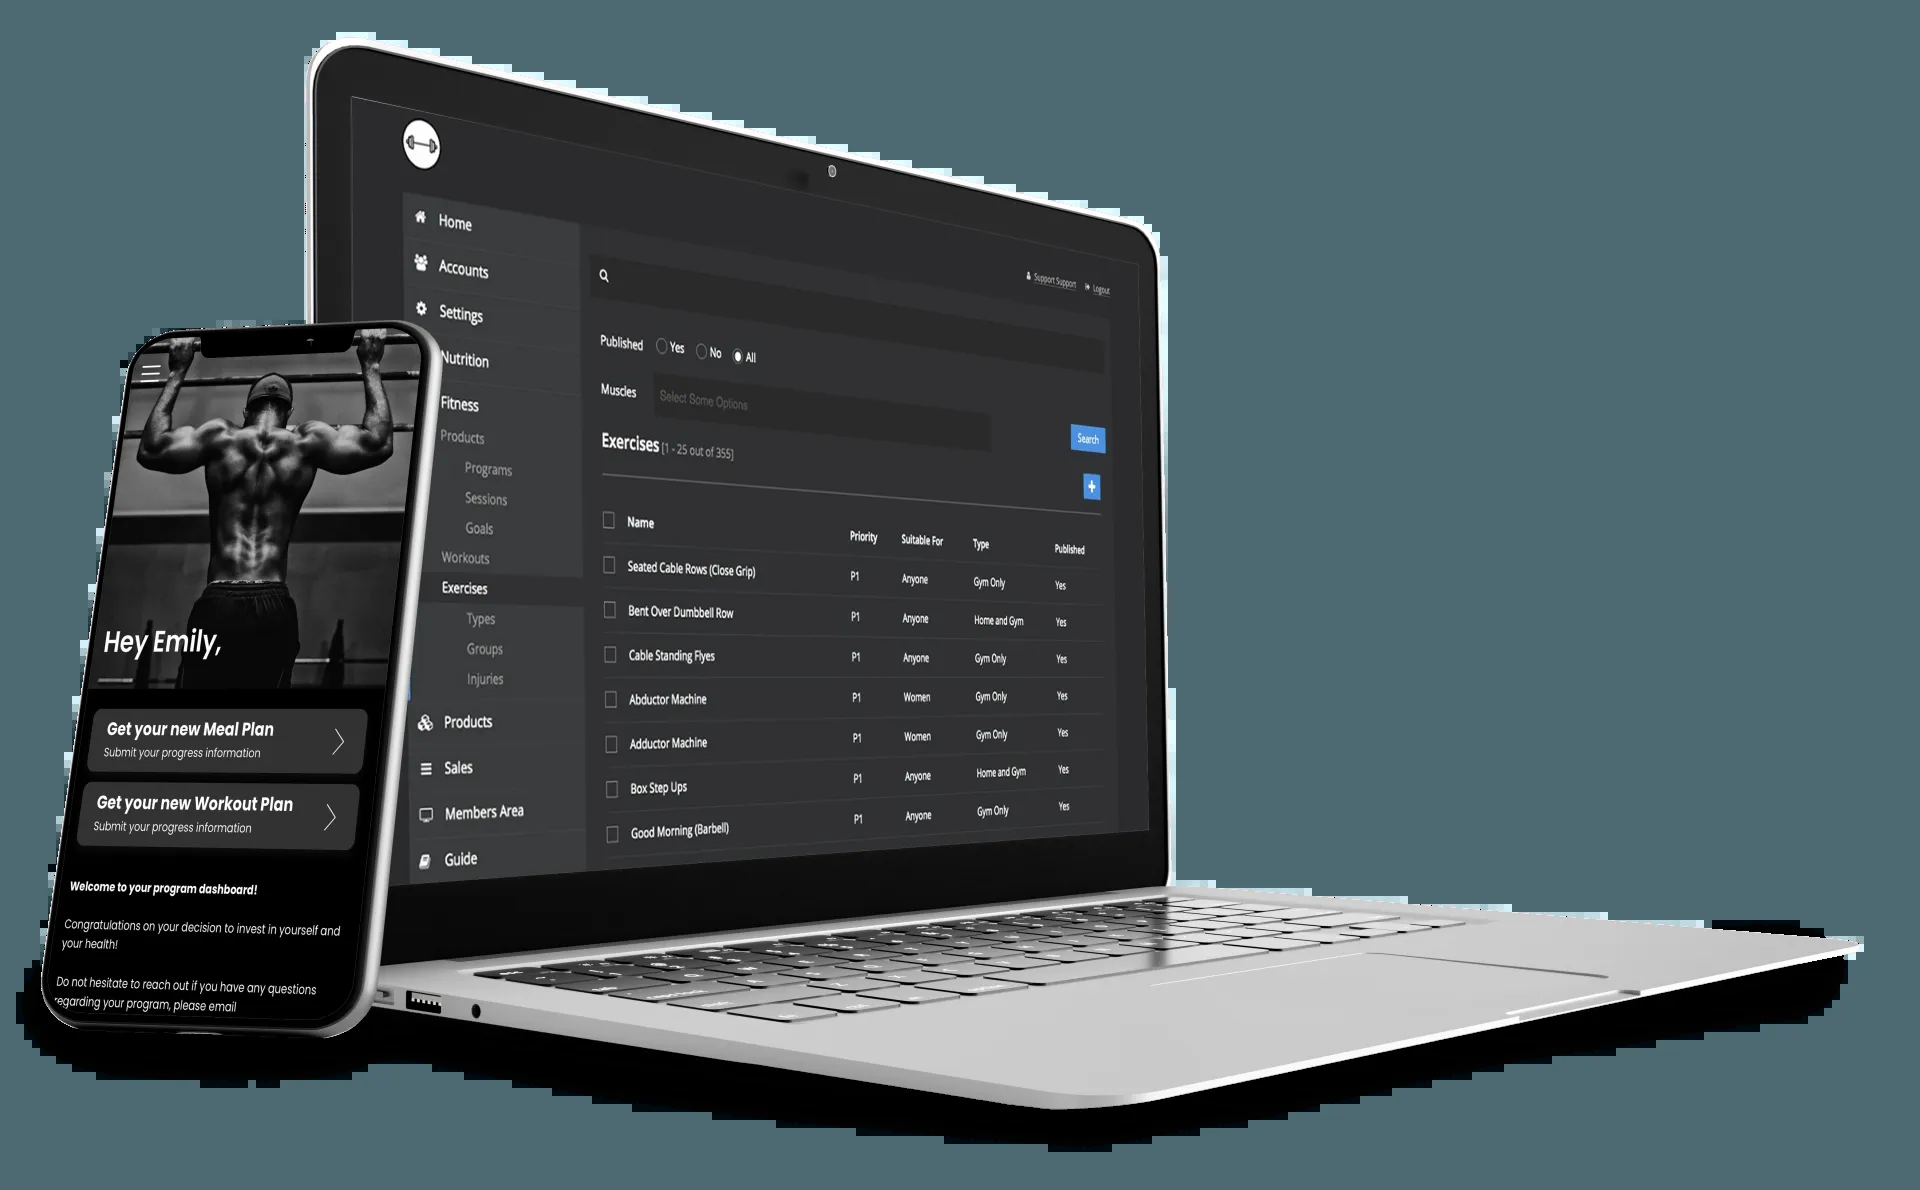 Home
Accounts
Settings
Nutrition
Fitness
Products
Programs
Sessions
Goals
Workouts
Exercises
Types
Groups
Injuries
Products
Sales
Members Area
Guide
Support Support Logout
Published Yes No All
Muscles Select Some Options
Search
Exercises [1 - 25 out of 355]
+
Name Priority Suitable For Type Published
Seated Cable Rows (Close Grip) P1 Anyone Gym Only Yes
Bent Over Dumbbell Row P1 Anyone Home and Gym Yes
Cable Standing Flyes P1 Anyone Gym Only Yes
Abductor Machine P1 Women Gym Only Yes
Adductor Machine P1 Women Gym Only Yes
Box Step Ups P1 Anyone Home and Gym Yes
Good Morning (Barbell) P1 Anyone Gym Only Yes
Hey Emily,
Get your new Meal Plan
Submit your progress information
Get your new Workout Plan
Submit your progress information
Welcome to your program dashboard!
Congratulations on your decision to invest in yourself and
your health!
Do not hesitate to reach out if you have any questions
regarding your program, please email